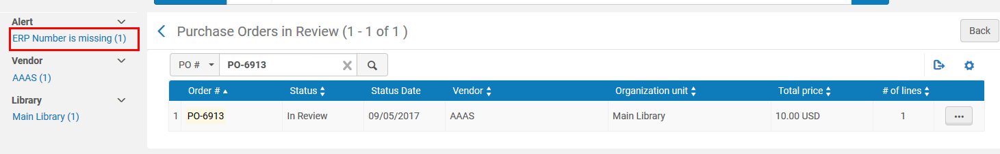 Alert
ERP Number is missing (1)
Vendor
AAAS (1)
Library
Main Library (1)
Purchase Orders in Review (1 - 1 of 1 )
Back
PO # PO-6913
Order # Status Status Date Vendor Organization unit Total price # of lines
1 PO-6913 In Review 09/05/2017 AAAS Main Library 10.00 USD 1 ...